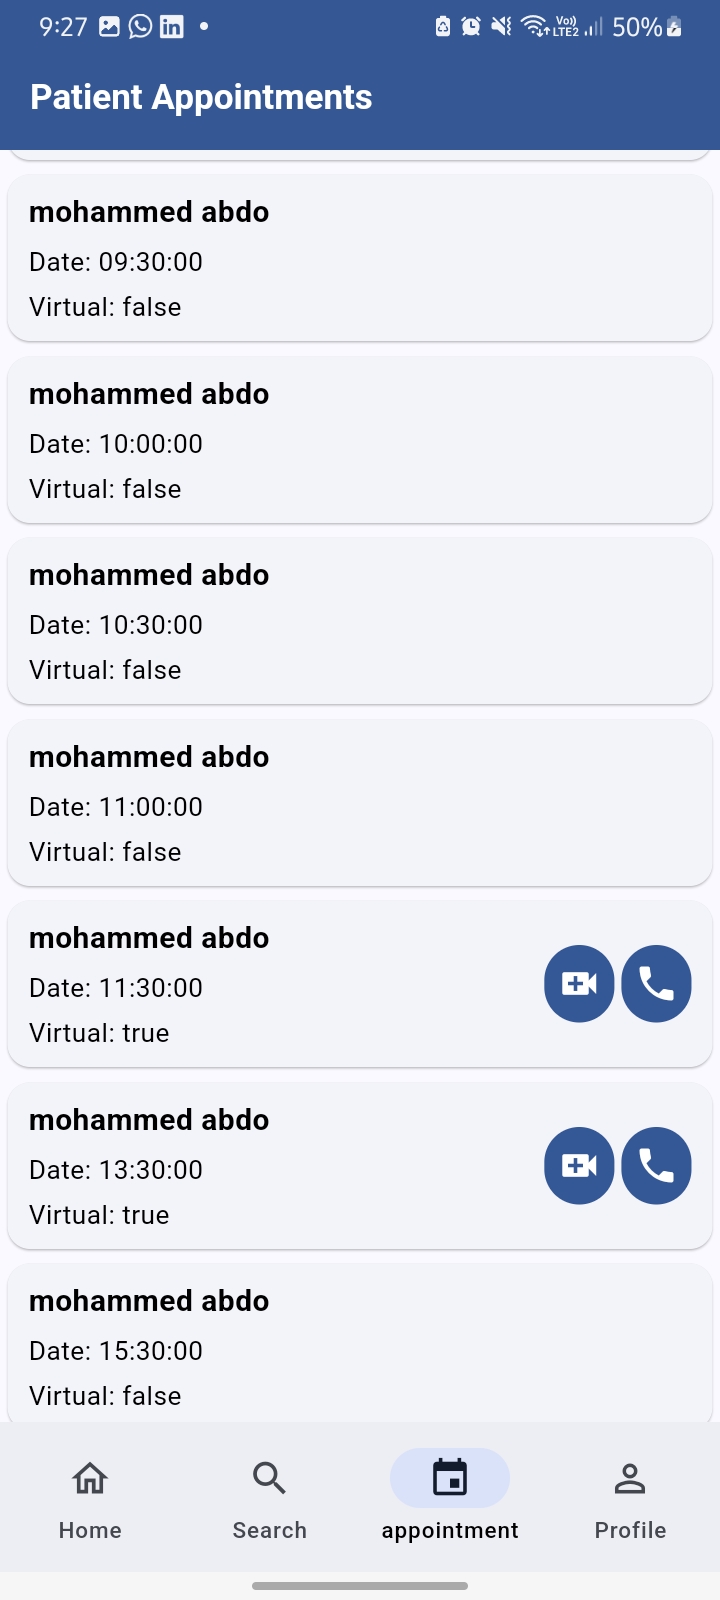 9:27
Vo)) LTE2
50%
Patient Appointments
mohammed abdo
Date: 09:30:00
Virtual: false
mohammed abdo
Date: 10:00:00
Virtual: false
mohammed abdo
Date: 10:30:00
Virtual: false
mohammed abdo
Date: 11:00:00
Virtual: false
mohammed abdo
Date: 11:30:00
Virtual: true
mohammed abdo
Date: 13:30:00
Virtual: true
mohammed abdo
Date: 15:30:00
Virtual: false
Home Search appointment Profile